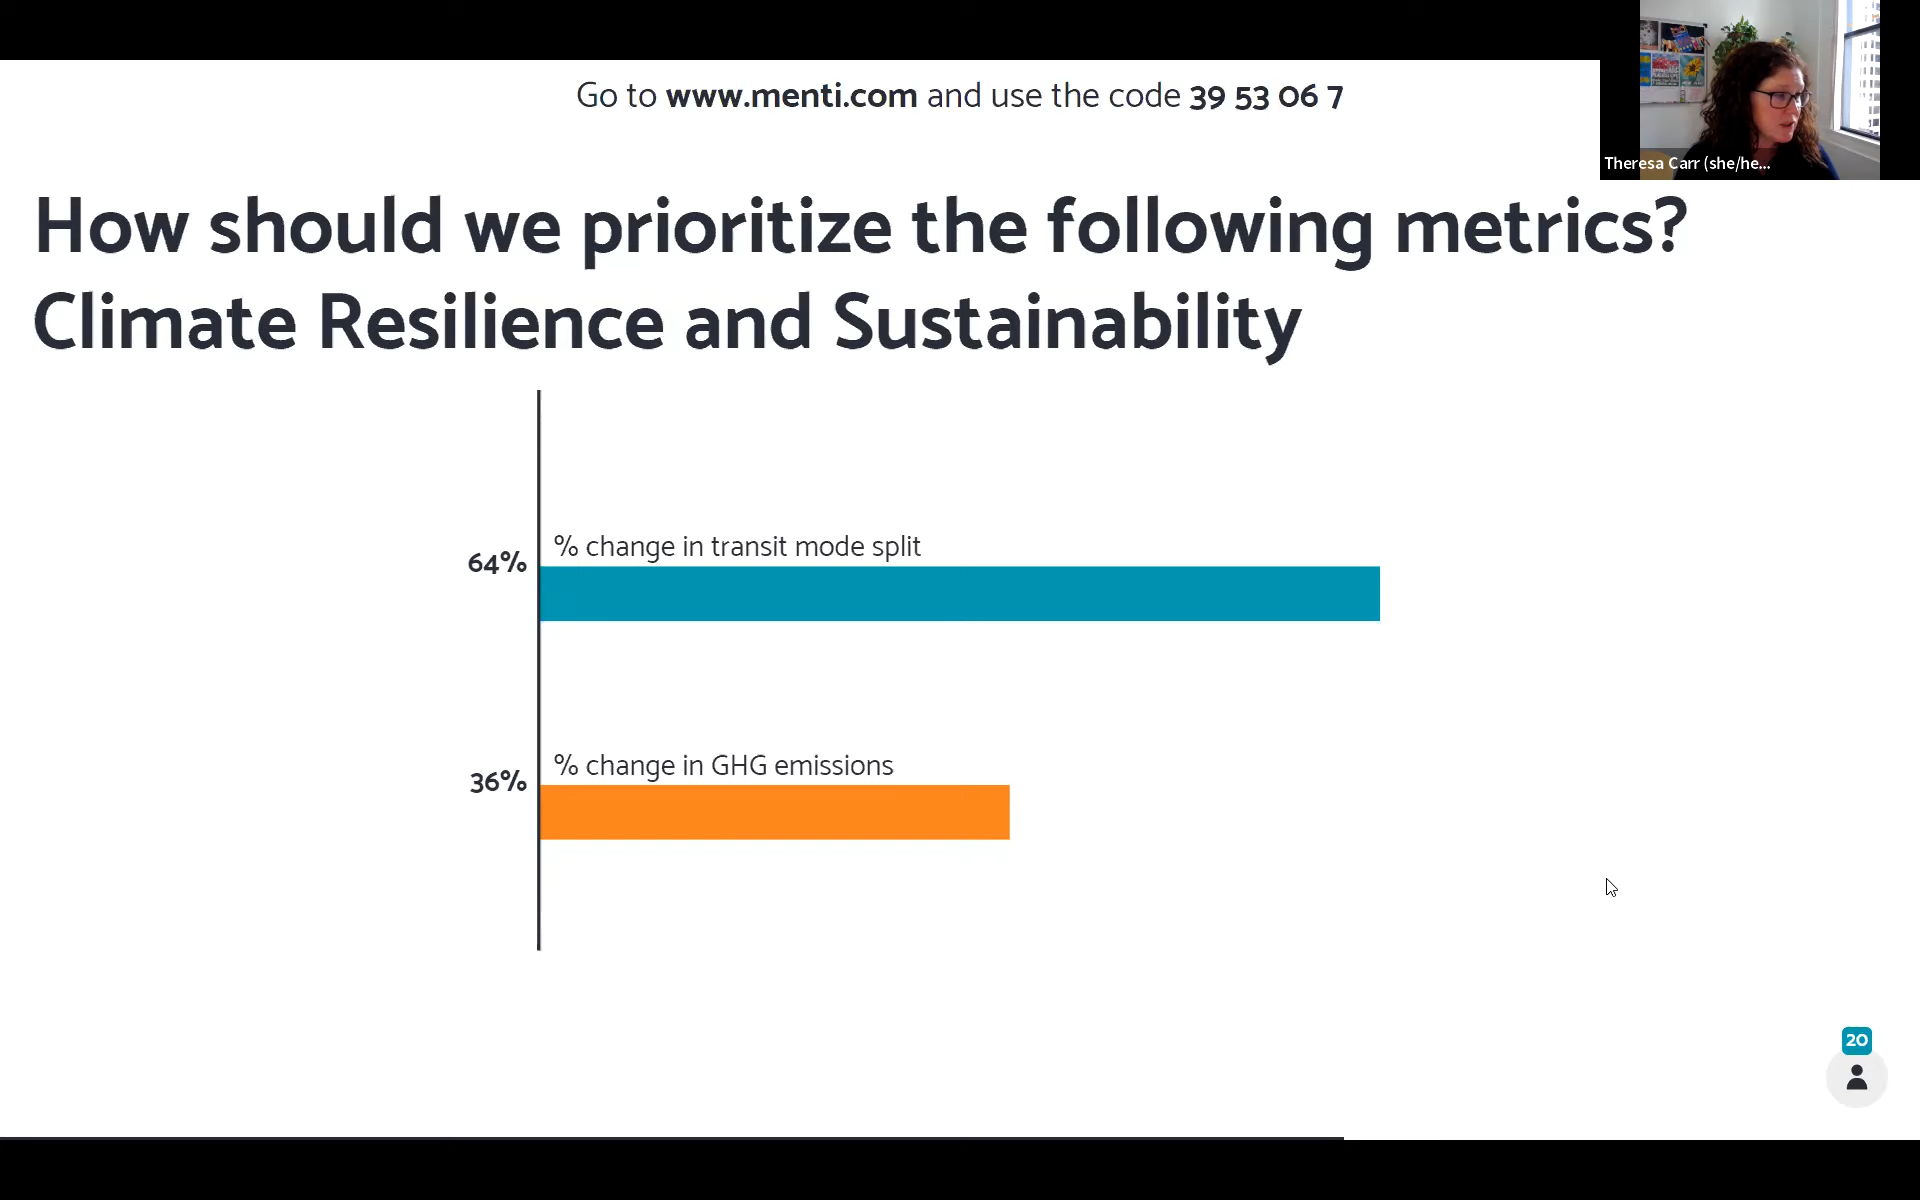 Go to www.menti.com and use the code 39 53 06 7
Theresa Carr (she/he...
How should we prioritize the following metrics?
Climate Resilience and Sustainability
% change in transit mode split
64%
% change in GHG emissions
36%
20